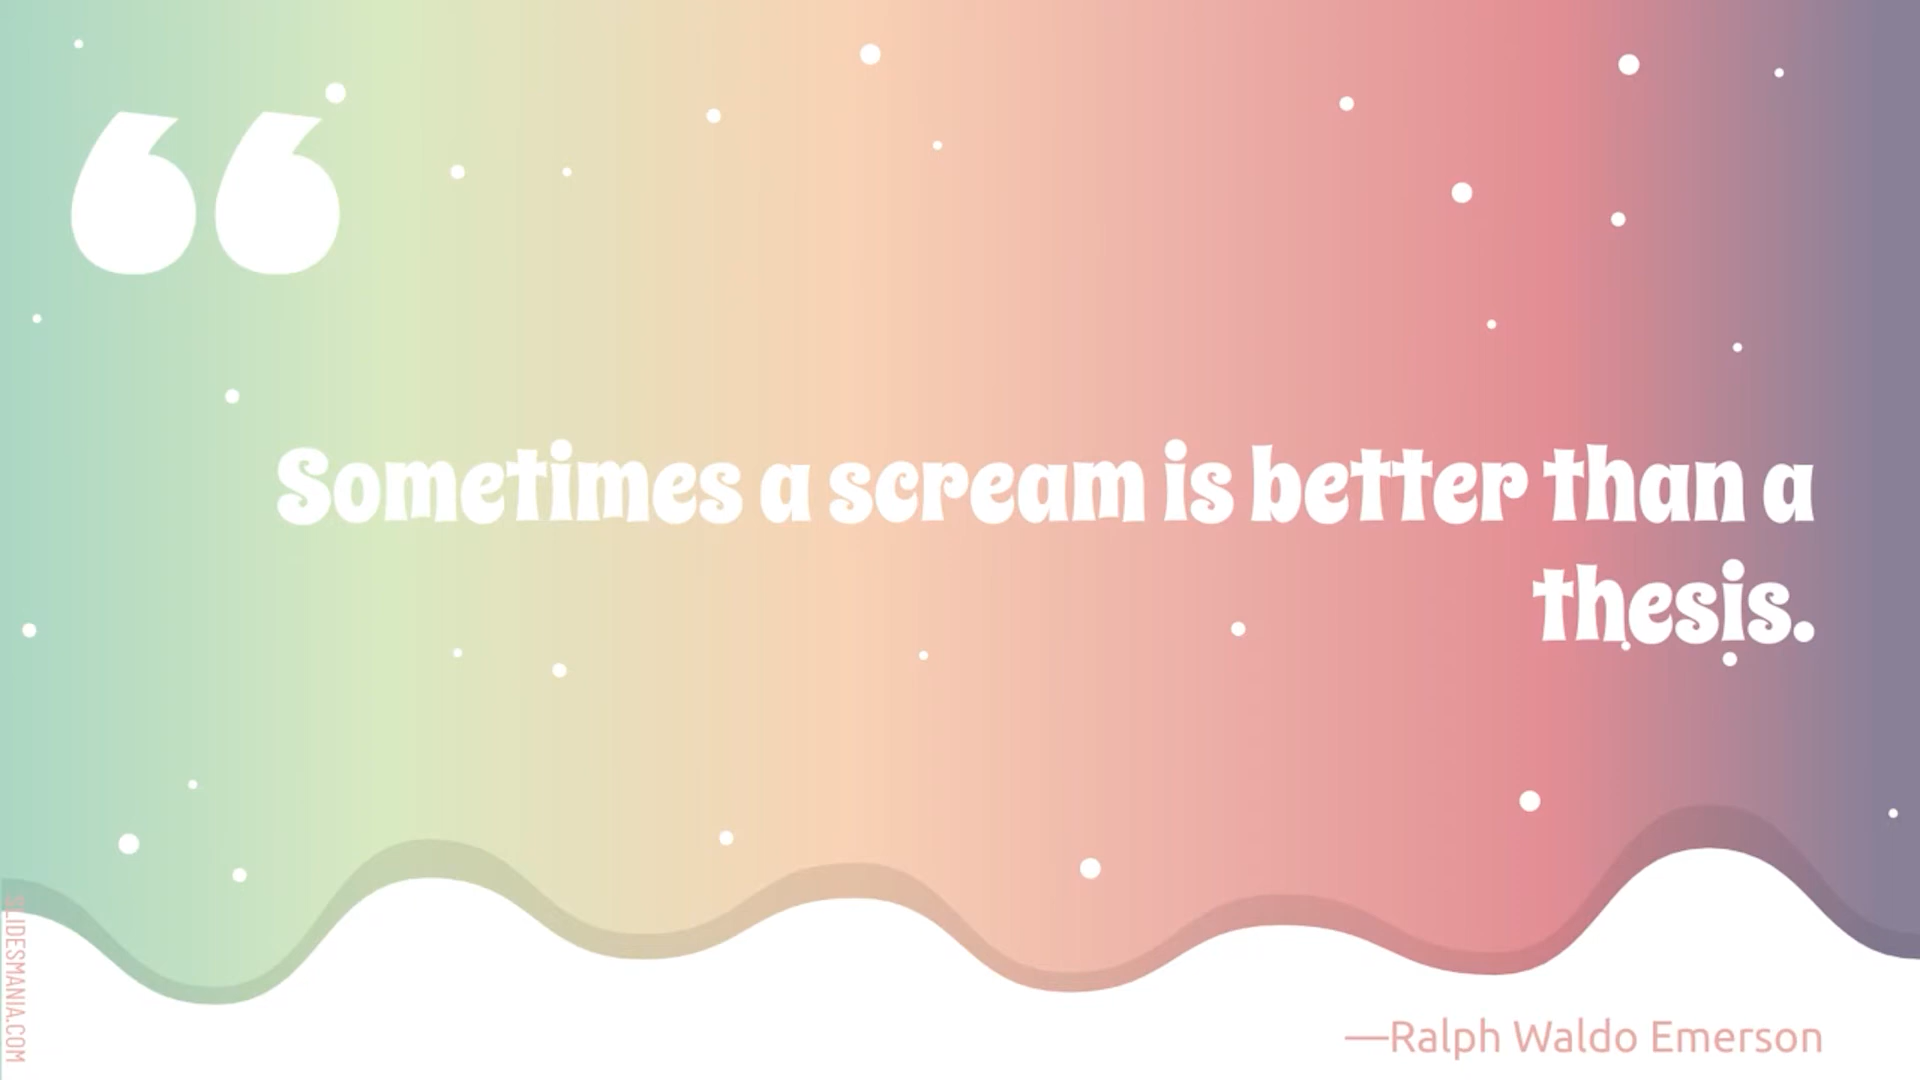 “
Sometimes a scream is better than a
thesis.
—Ralph Waldo Emerson
SLIDESMANIA.COM